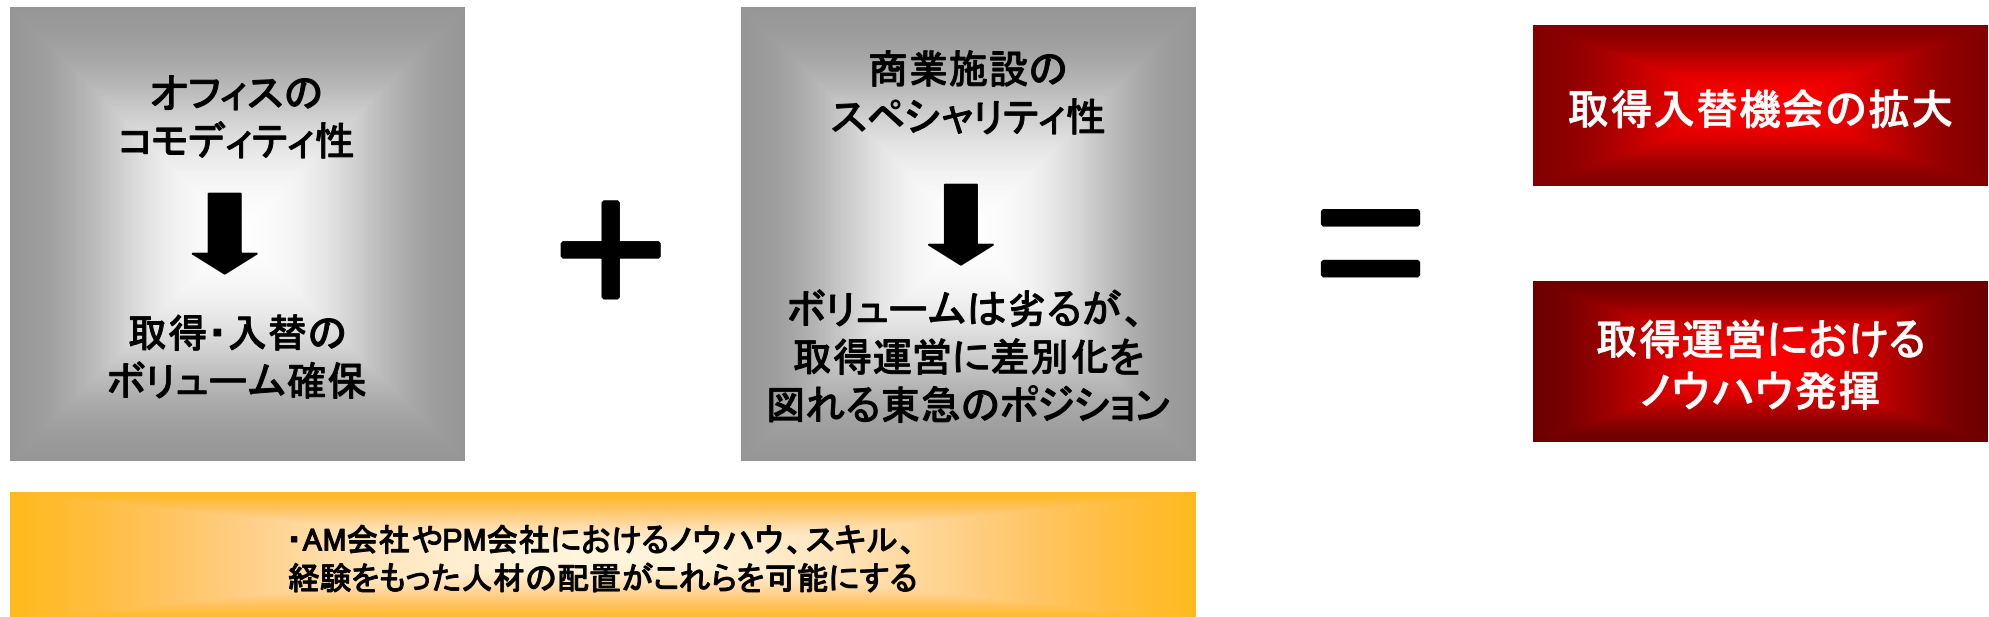 オフィスの
コモディティ性
取得・入替の
ボリューム確保
+
商業施設の
スペシャリティ性
ボリュームは劣るが、
取得運営に差別化を
図れる東急のポジション
=
取得入替機会の拡大
取得運営における
ノウハウ発揮
・AM会社やPM会社におけるノウハウ、スキル、
経験をもった人材の配置がこれらを可能にする